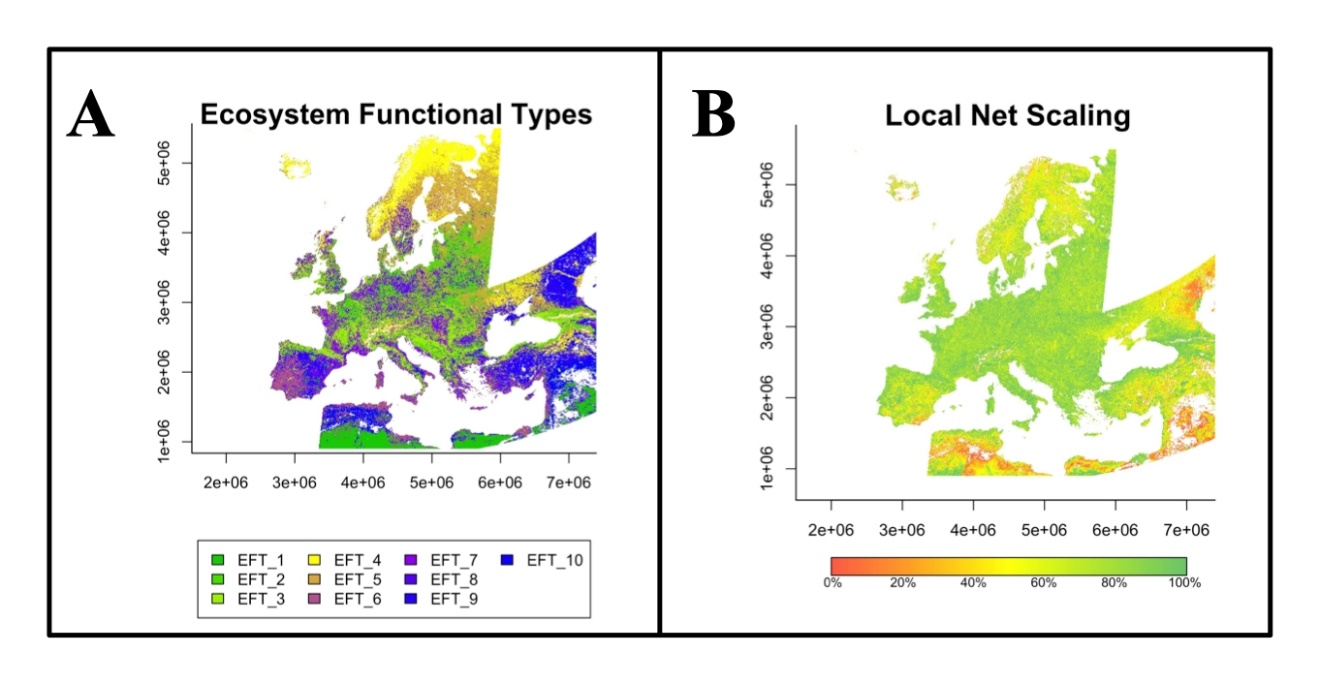 A
Ecosystem Functional Types
5e+06
4e+06
3e+06
2e+06
1e+06
2e+06 3e+06 4e+06 5e+06 6e+06 7e+06
EFT_1 EFT_4 EFT_7 EFT_10
EFT_2 EFT_5 EFT_8
EFT_3 EFT_6 EFT_9
B
Local Net Scaling
5e+06
4e+06
3e+06
2e+06
1e+06
2e+06 3e+06 4e+06 5e+06 6e+06 7e+06
0% 20% 40% 60% 80% 100%